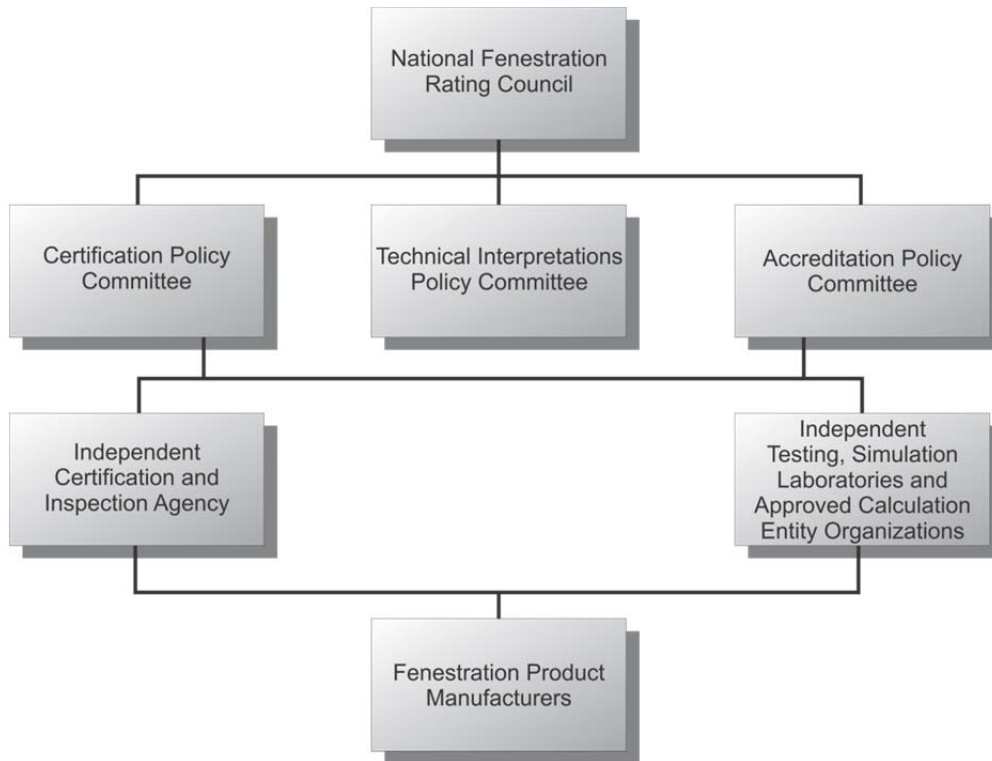 National Fenestration
Rating Council
Certification Policy
Committee
Technical Interpretations
Policy Committee
Accreditation Policy
Committee
Independent
Certification and
Inspection Agency
Independent
Testing, Simulation
Laboratories and
Approved Calculation
Entity Organizations
Fenestration Product
Manufacturers